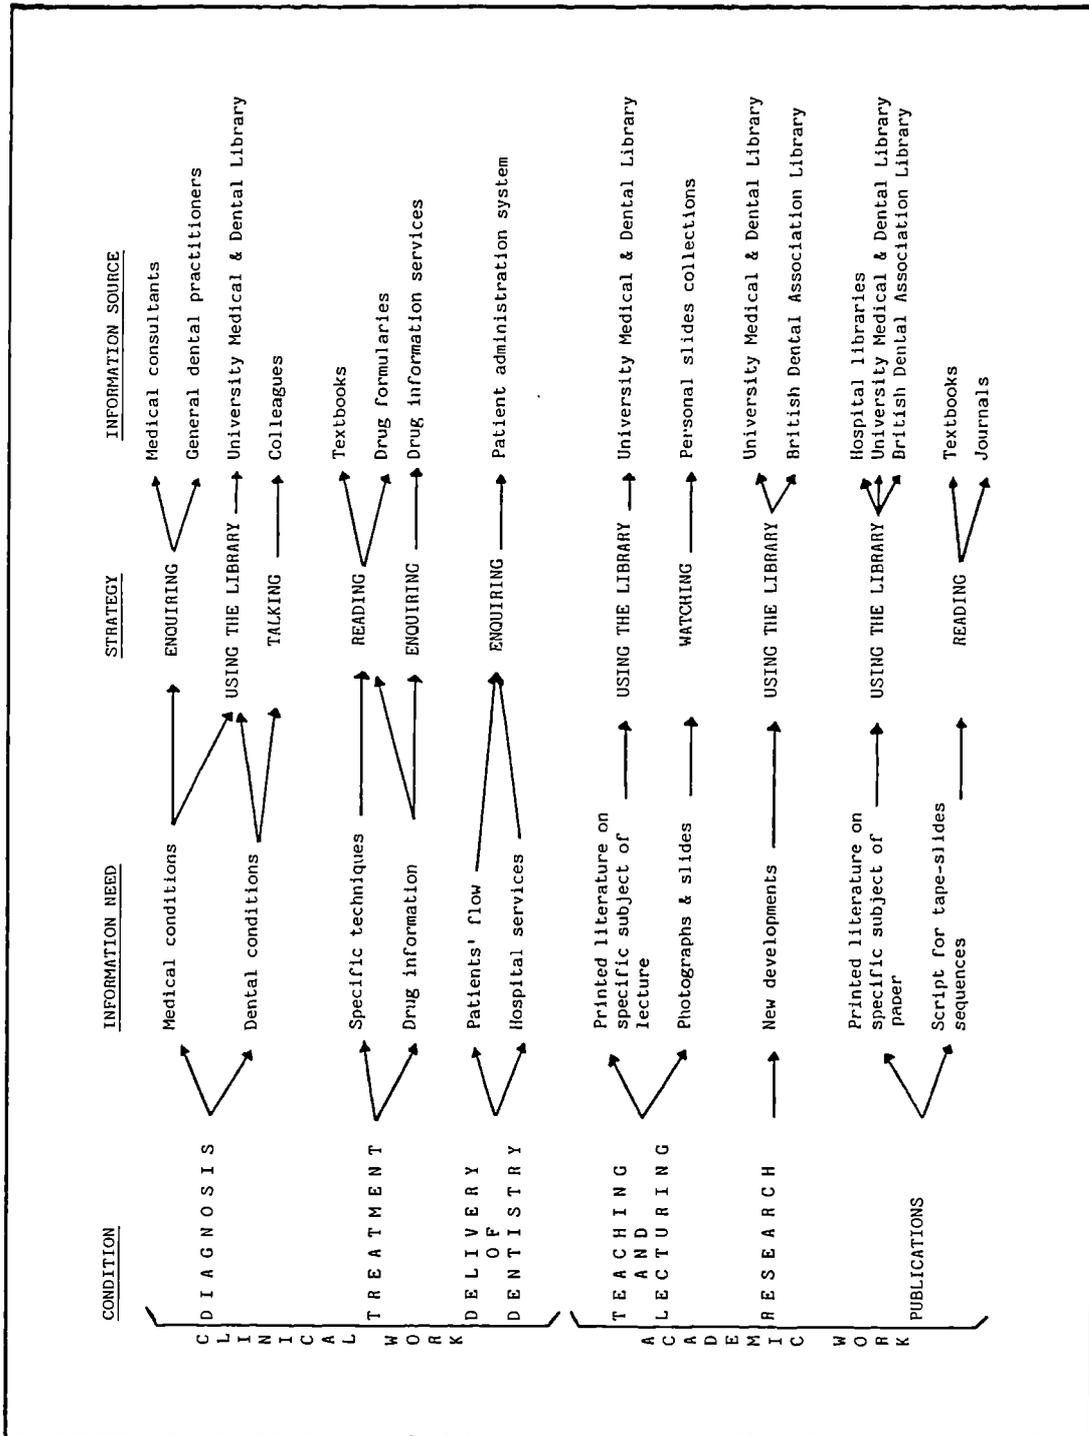 CONDITION
INFORMATION NEED
STRATEGY
INFORMATION SOURCE
CLINICAL WORK
DIAGNOSIS
Medical conditions
ENQUIRING
Medical consultants
General dental practitioners
Dental conditions
USING THE LIBRARY
University Medical & Dental Library
TALKING
Colleagues
TREATMENT
Specific techniques
READING
Textbooks
Drug formularies
Drug information
ENQUIRING
Drug information services
DELIVERY
OF
DENTISTRY
Patients' flow
Hospital services
ENQUIRING
Patient administration system
ACADEMIC WORK
TEACHING
AND
LECTURING
Printed literature on
specific subject of
lecture
USING THE LIBRARY
University Medical & Dental Library
Photographs & slides
WATCHING
Personal slides collections
RESEARCH
New developments
USING THE LIBRARY
University Medical & Dental Library
British Dental Association Library
PUBLICATIONS
Printed literature on
specific subject of
paper
USING THE LIBRARY
Hospital libraries
University Medical & Dental Library
British Dental Association Library
Script for tape-slides
sequences
READING
Textbooks
Journals